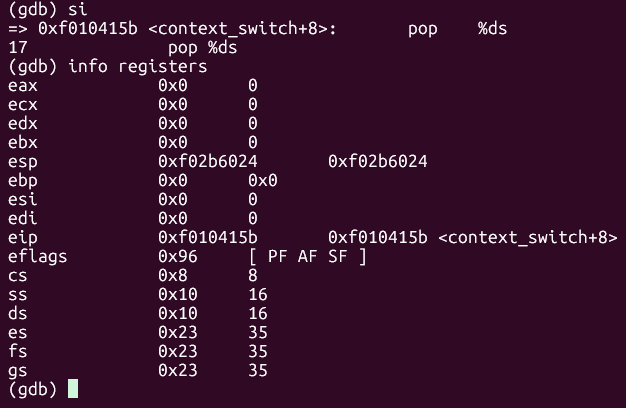 (gdb) si
=> 0xf010415b <context_switch+8>: pop %ds
17 pop %ds
(gdb) info registers
eax 0x0 0
ecx 0x0 0
edx 0x0 0
ebx 0x0 0
esp 0xf02b6024 0xf02b6024
ebp 0x0 0x0
esi 0x0 0
edi 0x0 0
eip 0xf010415b 0xf010415b <context_switch+8>
eflags 0x96 [ PF AF SF ]
cs 0x8 8
ss 0x10 16
ds 0x10 16
es 0x23 35
fs 0x23 35
gs 0x23 35
(gdb)